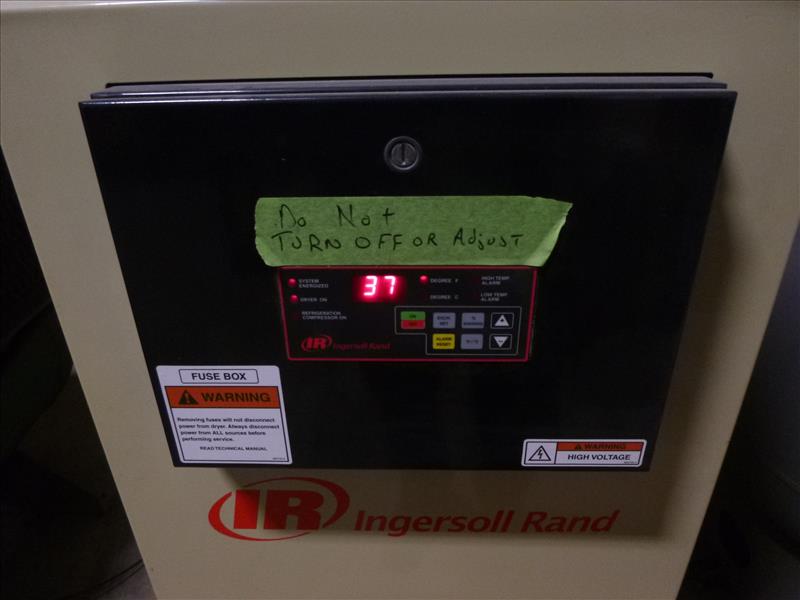 Do Not
TURN OFF OR Adjust
SYSTEM
ENERGIZED
37
DEGREE F
HIGH TEMP.
ALARM
DRYER ON
DEGREE C
LOW TEMP.
ALARM
REFRIGERATION
COMPRESSOR ON
ON
ALARM
RESET
IR Ingersoll Rand
FUSE BOX
WARNING
Removing fuses will not disconnect
power from dryer. Always disconnect
power from ALL sources before
performing service.
READ TECHNICAL MANUAL
WARNING
HIGH VOLTAGE
IR Ingersoll Rand